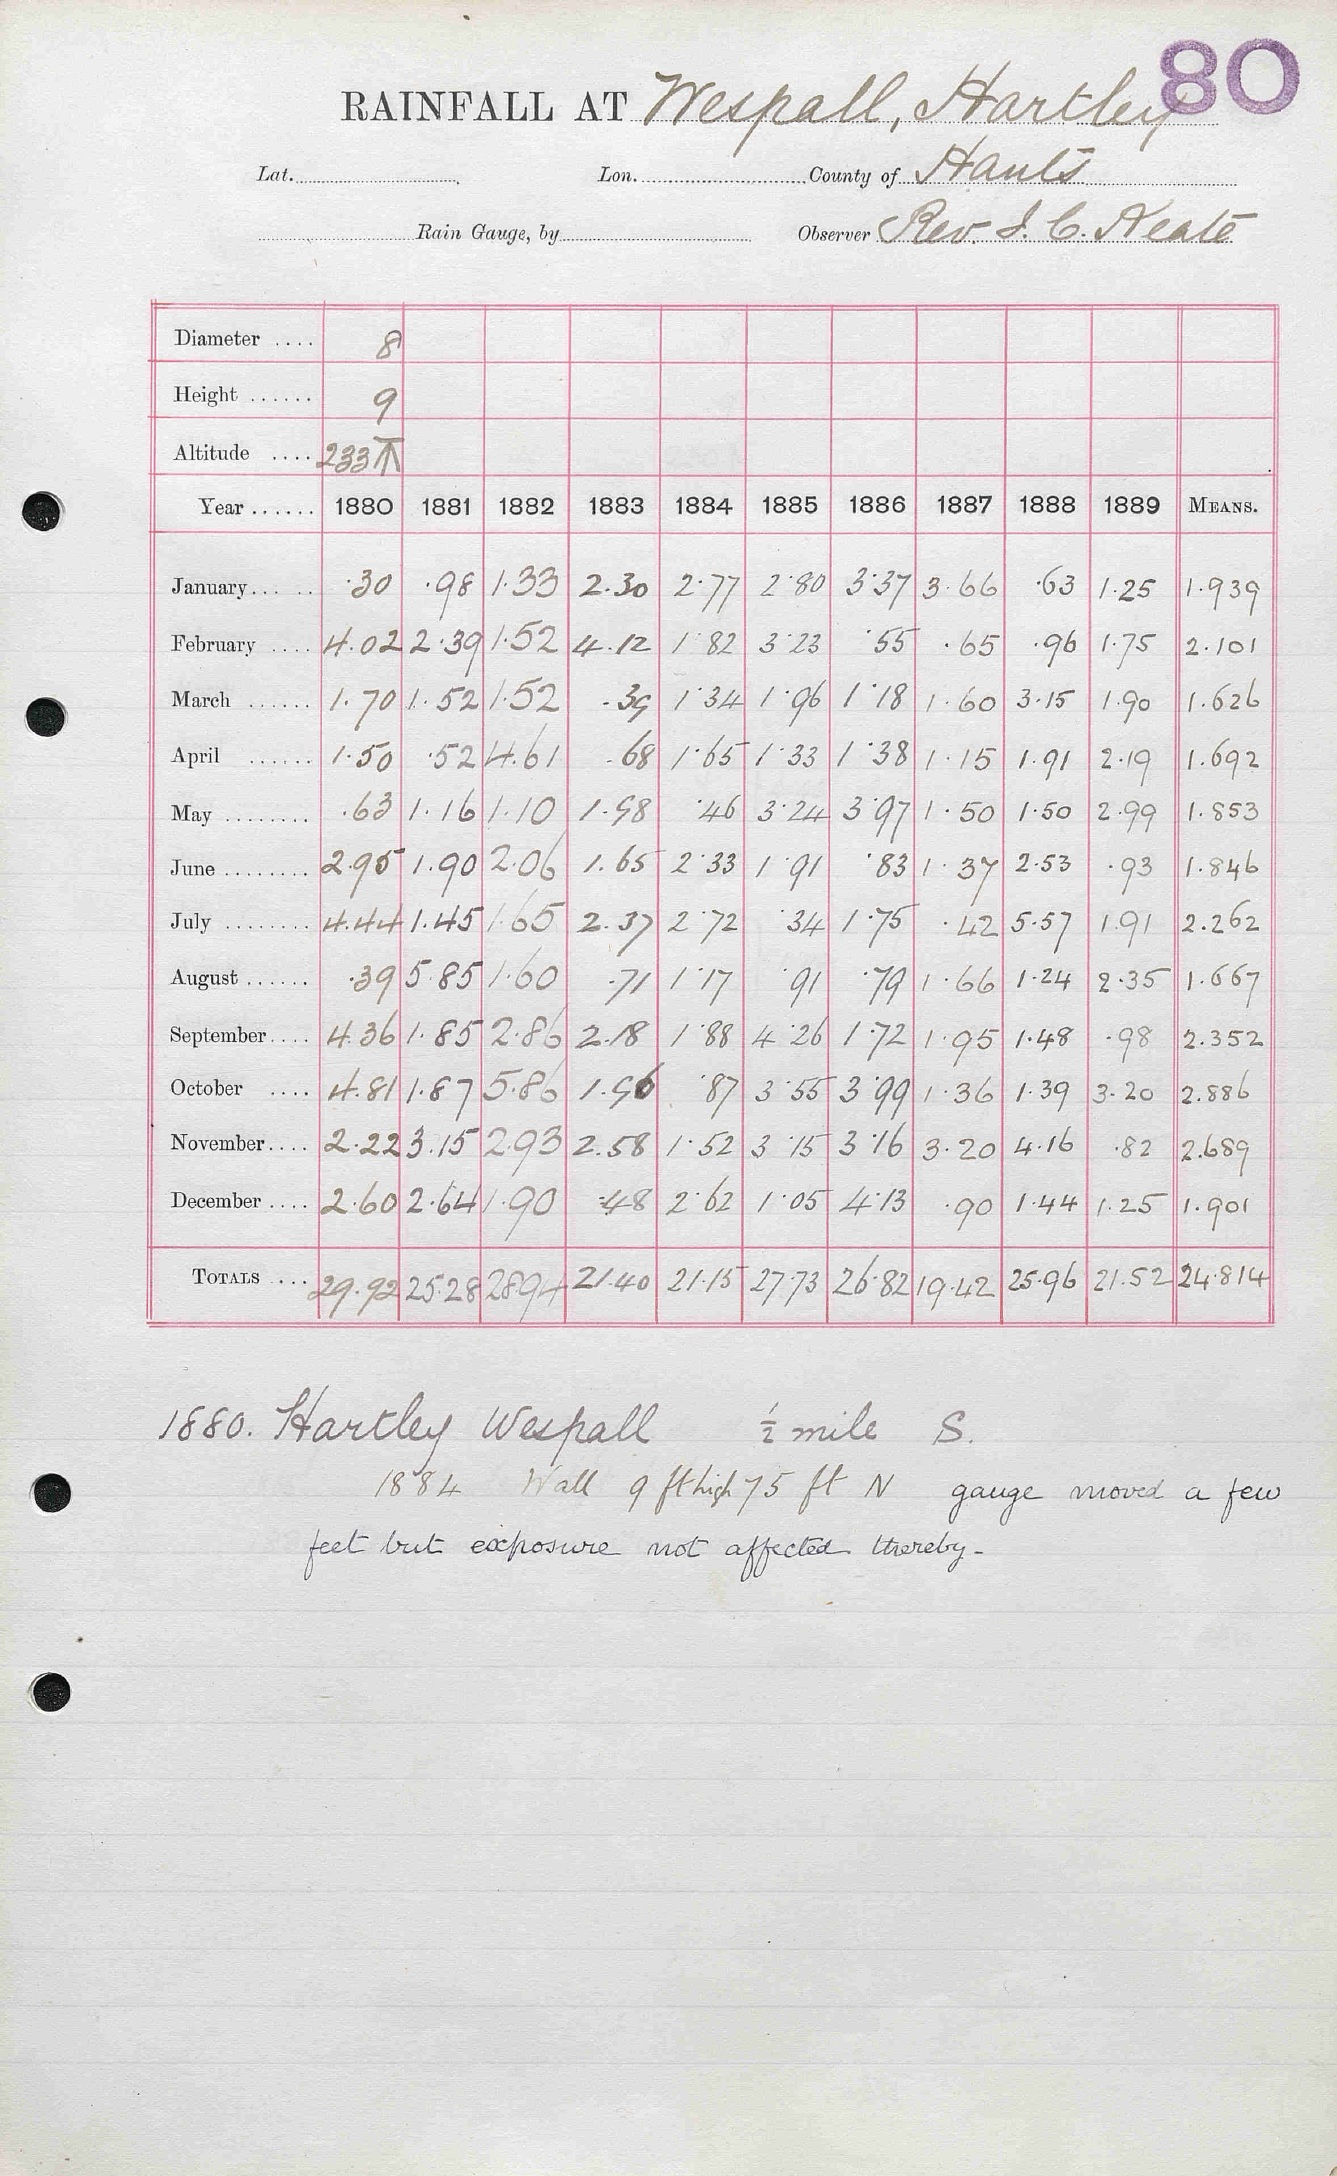 80
RAINFALL AT Wespall, Hartley
Lat. Lon. County of Hants
Rain Gauge, by Observer Rev. J. C. Keate
Diameter .... 8
Height ...... 9
Altitude .... 233 T
Year ...... 1880 1881 1882 1883 1884 1885 1886 1887 1888 1889 MEANS.
January... .. .30 .98 1.33 2.30 2.77 2.80 3.37 3.66 .63 1.25 1.939
February .... 4.02 2.39 1.52 4.12 1.82 3.23 .55 .65 .96 1.75 2.101
March ...... 1.70 1.52 1.52 .39 1.34 1.96 1.18 1.60 3.15 1.90 1.626
April ...... 1.50 .52 4.61 .68 1.65 1.33 1.38 1.15 1.91 2.19 1.692
May ........ .63 1.16 1.10 1.98 .46 3.24 3.97 1.50 1.50 2.99 1.853
June ........ 2.95 1.90 2.06 1.65 2.33 1.91 .83 1.37 2.53 .93 1.846
July ........ 4.44 1.45 1.65 2.37 2.72 .34 1.75 .42 5.57 1.91 2.262
August ...... .39 5.85 1.60 .71 1.17 .91 .79 1.66 1.24 2.35 1.667
September.... 4.36 1.85 2.86 2.18 1.88 4.26 1.72 1.95 1.48 .98 2.352
October .... 4.81 1.87 5.86 1.96 .87 3.55 3.99 1.36 1.39 3.20 2.886
November.... 2.22 3.15 2.93 2.58 1.52 3.15 3.16 3.20 4.16 .82 2.689
December .... 2.60 2.64 1.90 .48 2.62 1.05 4.13 .90 1.44 1.25 1.901
TOTALS ... 29.92 25.28 28.94 21.40 21.15 27.73 26.82 19.42 25.96 21.52 24.814
1880. Hartley Wespall ½ mile S.
1884 Wall 9 ft high 75 ft N gauge moved a few
feet but exposure not affected thereby-